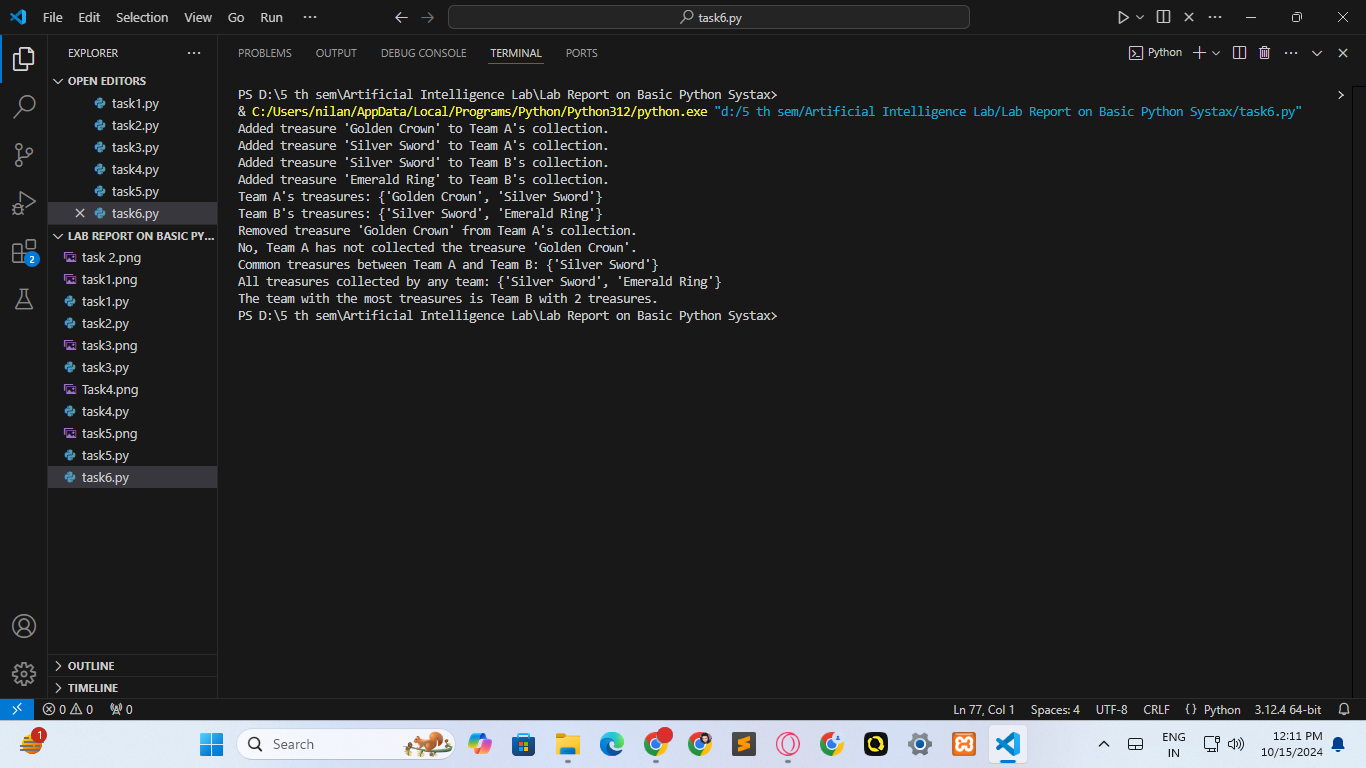 File Edit Selection View Go Run ··· task6.py
EXPLORER ···
OPEN EDITORS
task1.py
task2.py
task3.py
task4.py
task5.py
task6.py
LAB REPORT ON BASIC PY...
task 2.png
task1.png
task1.py
task2.py
task3.png
task3.py
Task4.png
task4.py
task5.png
task5.py
task6.py
OUTLINE
TIMELINE
2
PROBLEMS OUTPUT DEBUG CONSOLE TERMINAL PORTS Python
PS D:\5 th sem\Artificial Intelligence Lab\Lab Report on Basic Python Systax>
& C:/Users/nilan/AppData/Local/Programs/Python/Python312/python.exe "d:/5 th sem/Artificial Intelligence Lab/Lab Report on Basic Python Systax/task6.py"
Added treasure 'Golden Crown' to Team A's collection.
Added treasure 'Silver Sword' to Team A's collection.
Added treasure 'Silver Sword' to Team B's collection.
Added treasure 'Emerald Ring' to Team B's collection.
Team A's treasures: {'Golden Crown', 'Silver Sword'}
Team B's treasures: {'Silver Sword', 'Emerald Ring'}
Removed treasure 'Golden Crown' from Team A's collection.
No, Team A has not collected the treasure 'Golden Crown'.
Common treasures between Team A and Team B: {'Silver Sword'}
All treasures collected by any team: {'Silver Sword', 'Emerald Ring'}
The team with the most treasures is Team B with 2 treasures.
PS D:\5 th sem\Artificial Intelligence Lab\Lab Report on Basic Python Systax>
0 0 0 Ln 77, Col 1 Spaces: 4 UTF-8 CRLF {} Python 3.12.4 64-bit
1
Search
ENG
IN
12:11 PM
10/15/2024